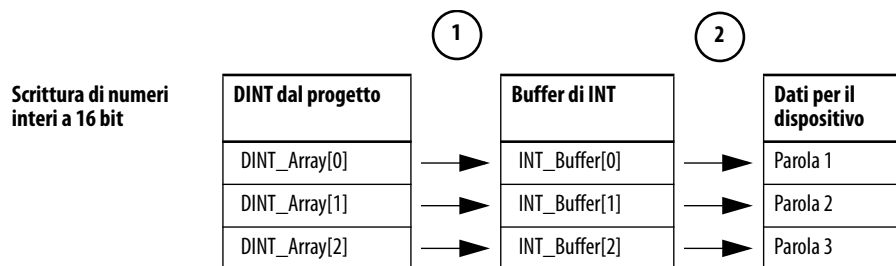 1
2
Scrittura di numeri
interi a 16 bit
DINT dal progetto
Buffer di INT
Dati per il
dispositivo
DINT_Array[0]
INT_Buffer[0]
Parola 1
DINT_Array[1]
INT_Buffer[1]
Parola 2
DINT_Array[2]
INT_Buffer[2]
Parola 3